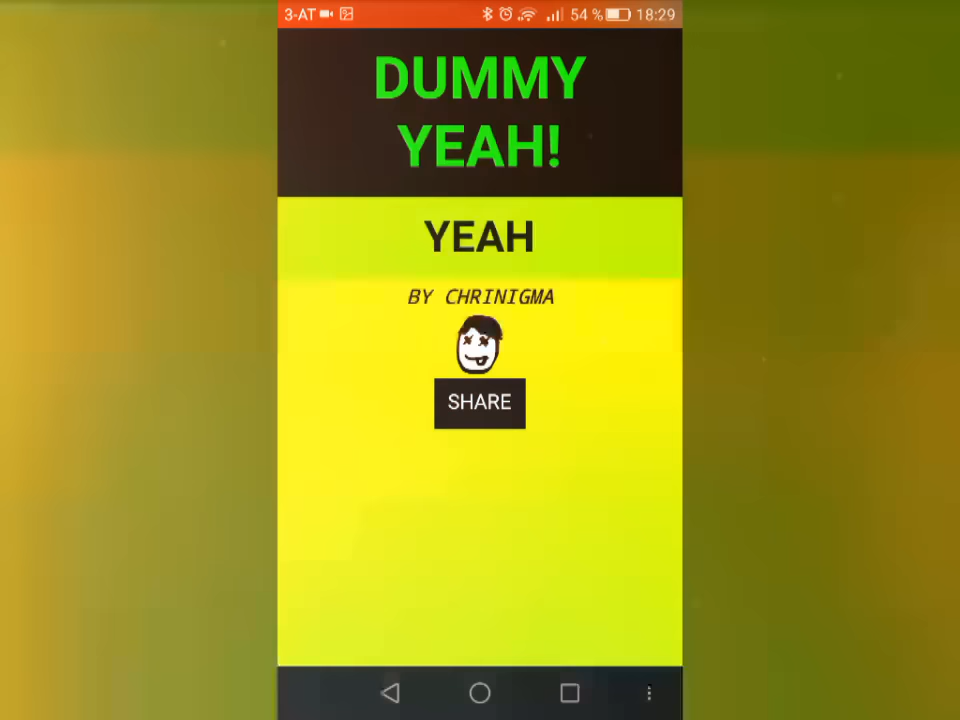 3-AT 54 % 18:29
DUMMY
YEAH!
YEAH
BY CHRINIGMA
SHARE